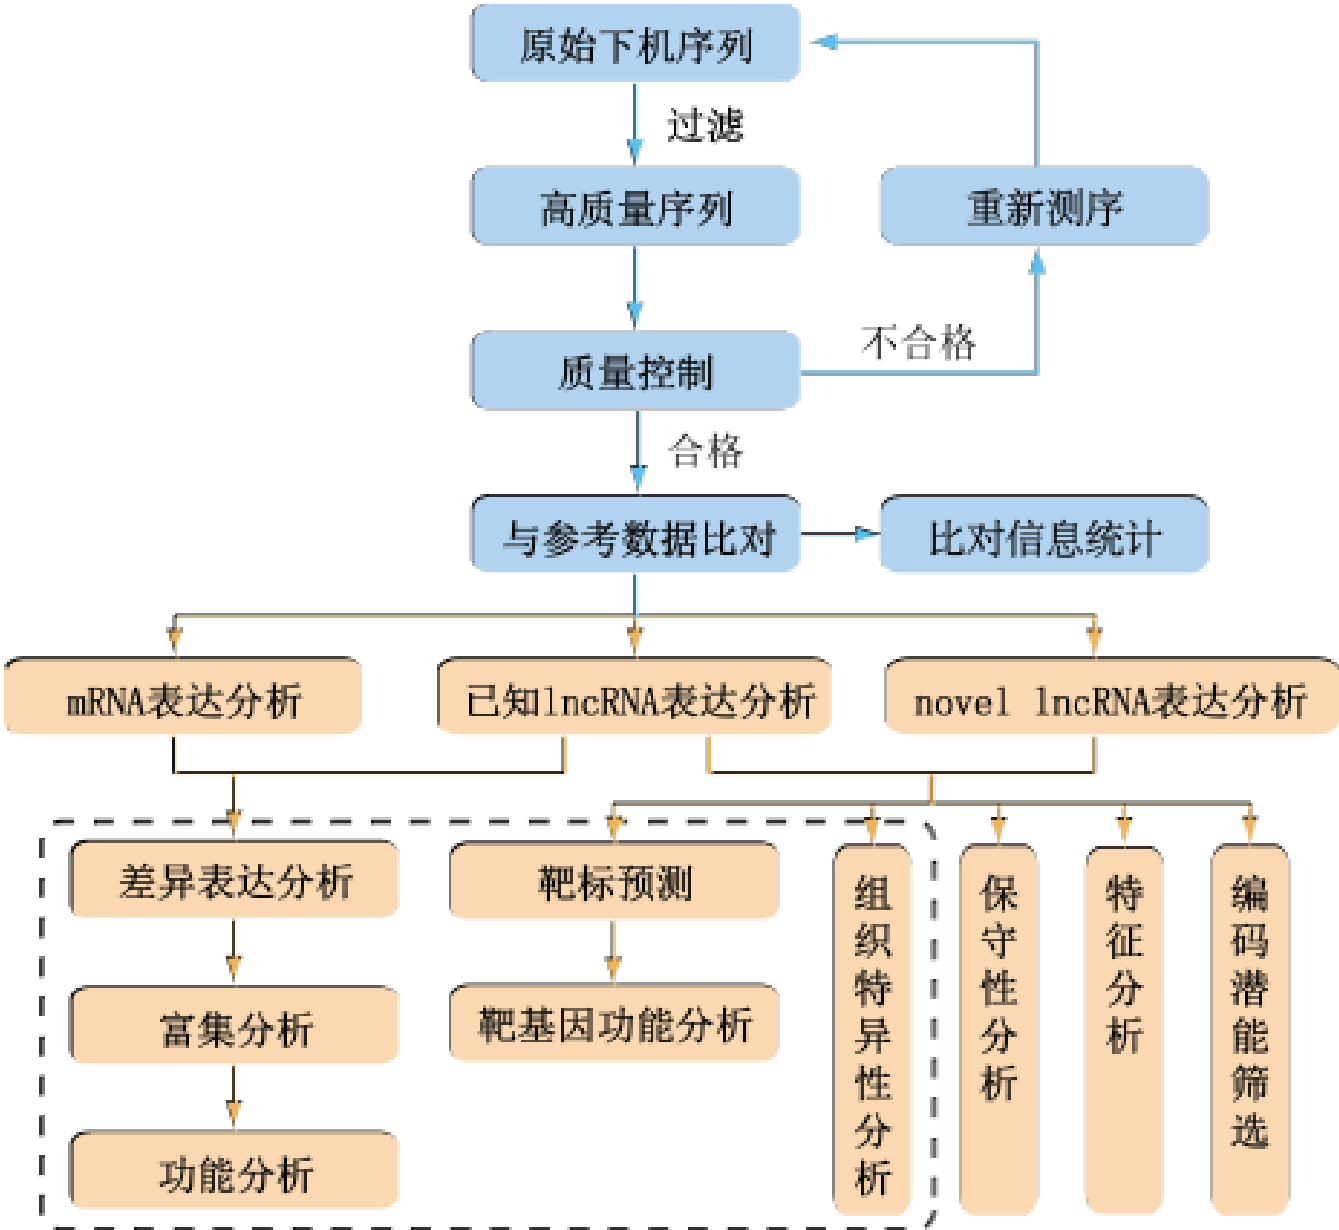 原始下机序列
过滤
高质量序列
重新测序
质量控制
不合格
合格
与参考数据比对
比对信息统计
mRNA表达分析
已知lncRNA表达分析
novel lncRNA表达分析
差异表达分析
靶标预测
组织特异性分析
保守性分析
特征分析
编码潜能筛选
富集分析
靶基因功能分析
功能分析